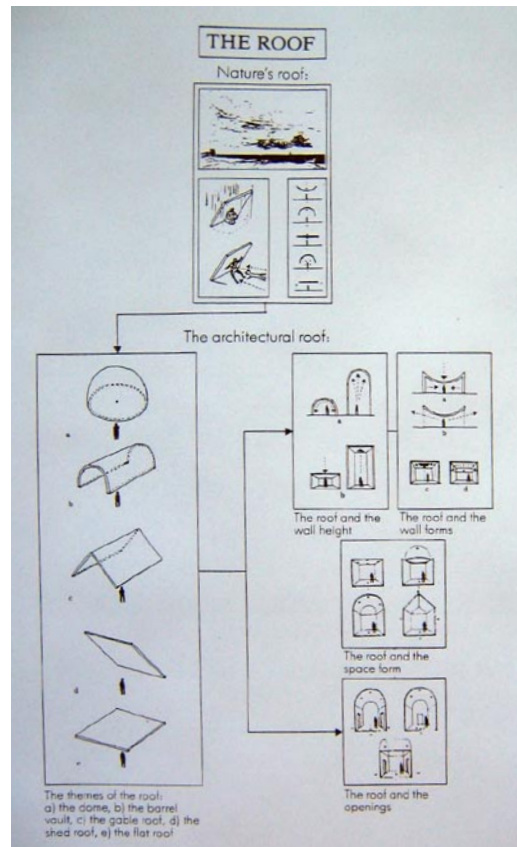 THE ROOF
Nature's roof:
The architectural roof:
a
b
c
d
e
The themes of the roof:
a) the dome, b) the barrel
vault, c) the gable roof, d) the
shed roof, e) the flat roof
a
b
The roof and the
wall height
a
b
c
d
The roof and the
wall forms
The roof and the
space form
The roof and the
openings